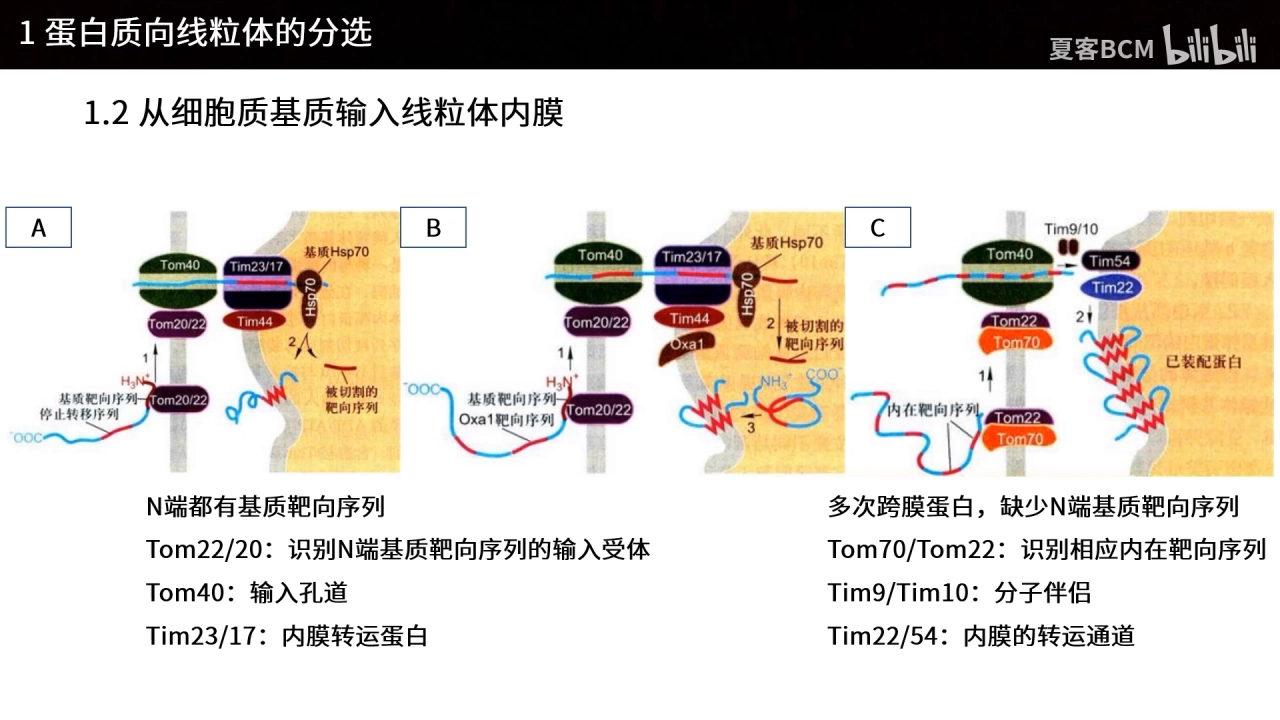 1 蛋白质向线粒体的分选
夏客BCM bilibili
1.2 从细胞质基质输入线粒体内膜
A
Tom40
Tim23/17
基质Hsp70
Hsp70
Tom20/22
Tim44
1
2
H₃N⁺
基质靶向序列
停止转移序列
Tom20/22
⁻OOC
被切割的
靶向序列
B
Tom40
Tim23/17
基质Hsp70
Hsp70
Tom20/22
Tim44
Oxa1
1
2
被切割的
靶向序列
⁻OOC
H₃N⁺
基质靶向序列
Oxa1靶向序列
Tom20/22
NH₃⁺
COO⁻
3
C
Tim9/10
Tom40
Tim54
Tim22
Tom22
Tom70
2
已装配蛋白
1
内在靶向序列
Tom22
Tom70
N端都有基质靶向序列
Tom22/20：识别N端基质靶向序列的输入受体
Tom40：输入孔道
Tim23/17：内膜转运蛋白
多次跨膜蛋白，缺少N端基质靶向序列
Tom70/Tom22：识别相应内在靶向序列
Tim9/Tim10：分子伴侣
Tim22/54：内膜的转运通道